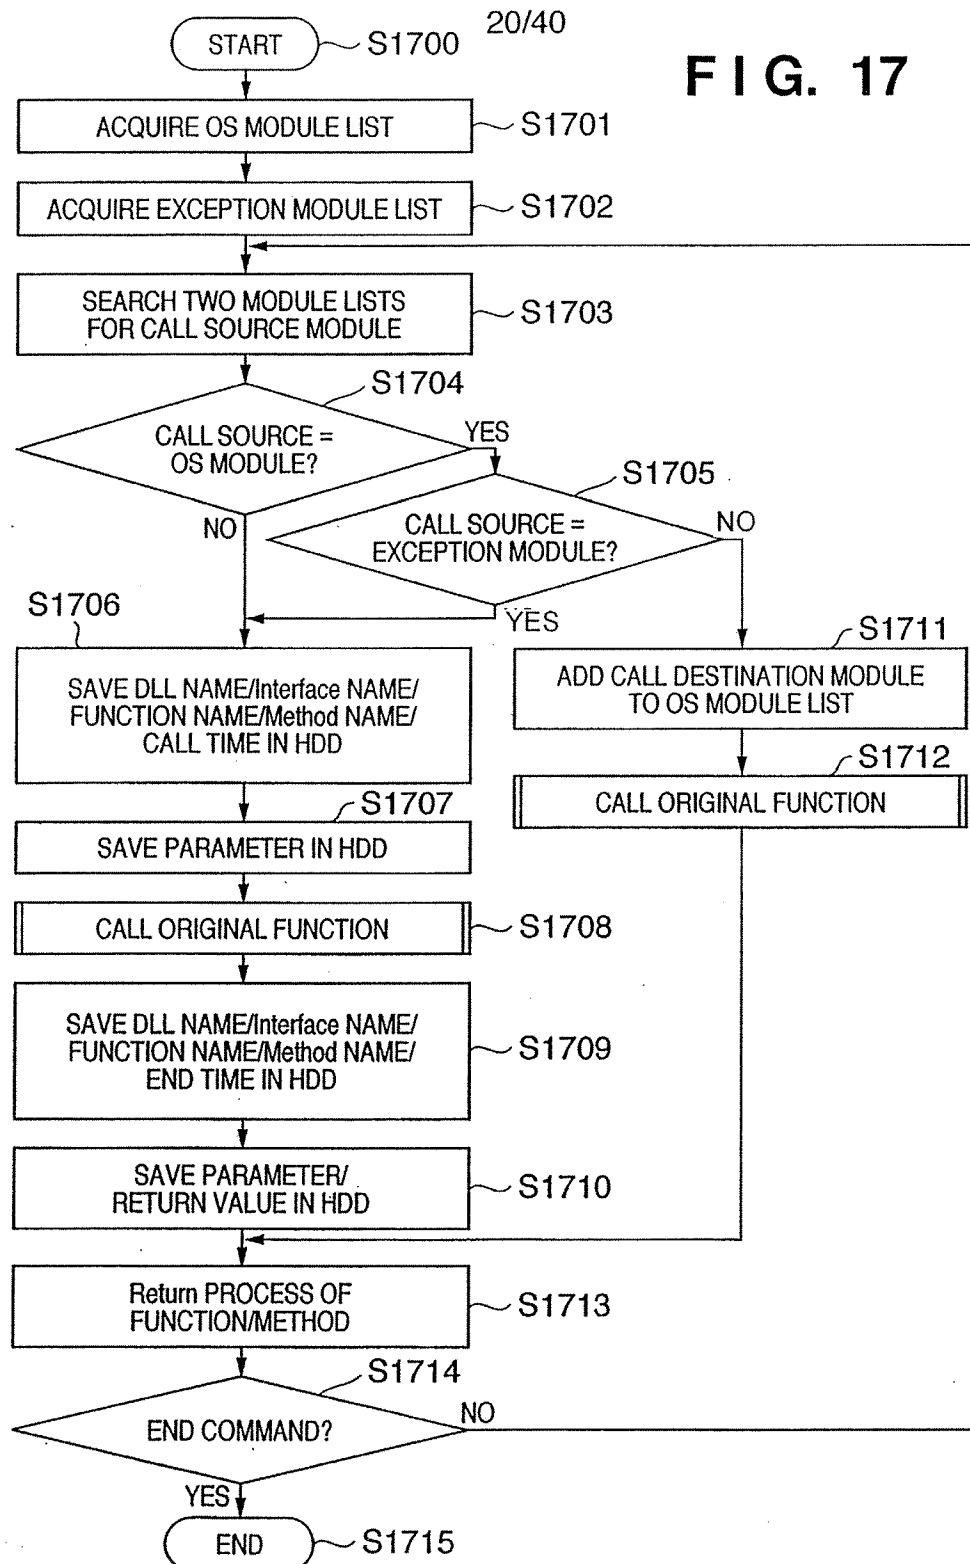 20/40
FIG. 17
START
S1700
ACQUIRE OS MODULE LIST
S1701
ACQUIRE EXCEPTION MODULE LIST
S1702
SEARCH TWO MODULE LISTS
FOR CALL SOURCE MODULE
S1703
S1704
CALL SOURCE =
OS MODULE?
YES
NO
S1705
CALL SOURCE =
EXCEPTION MODULE?
NO
YES
S1706
SAVE DLL NAME/Interface NAME/
FUNCTION NAME/Method NAME/
CALL TIME IN HDD
S1711
ADD CALL DESTINATION MODULE
TO OS MODULE LIST
S1712
CALL ORIGINAL FUNCTION
S1707
SAVE PARAMETER IN HDD
CALL ORIGINAL FUNCTION
S1708
SAVE DLL NAME/Interface NAME/
FUNCTION NAME/Method NAME/
END TIME IN HDD
S1709
SAVE PARAMETER/
RETURN VALUE IN HDD
S1710
Return PROCESS OF
FUNCTION/METHOD
S1713
S1714
END COMMAND?
NO
YES
END
S1715